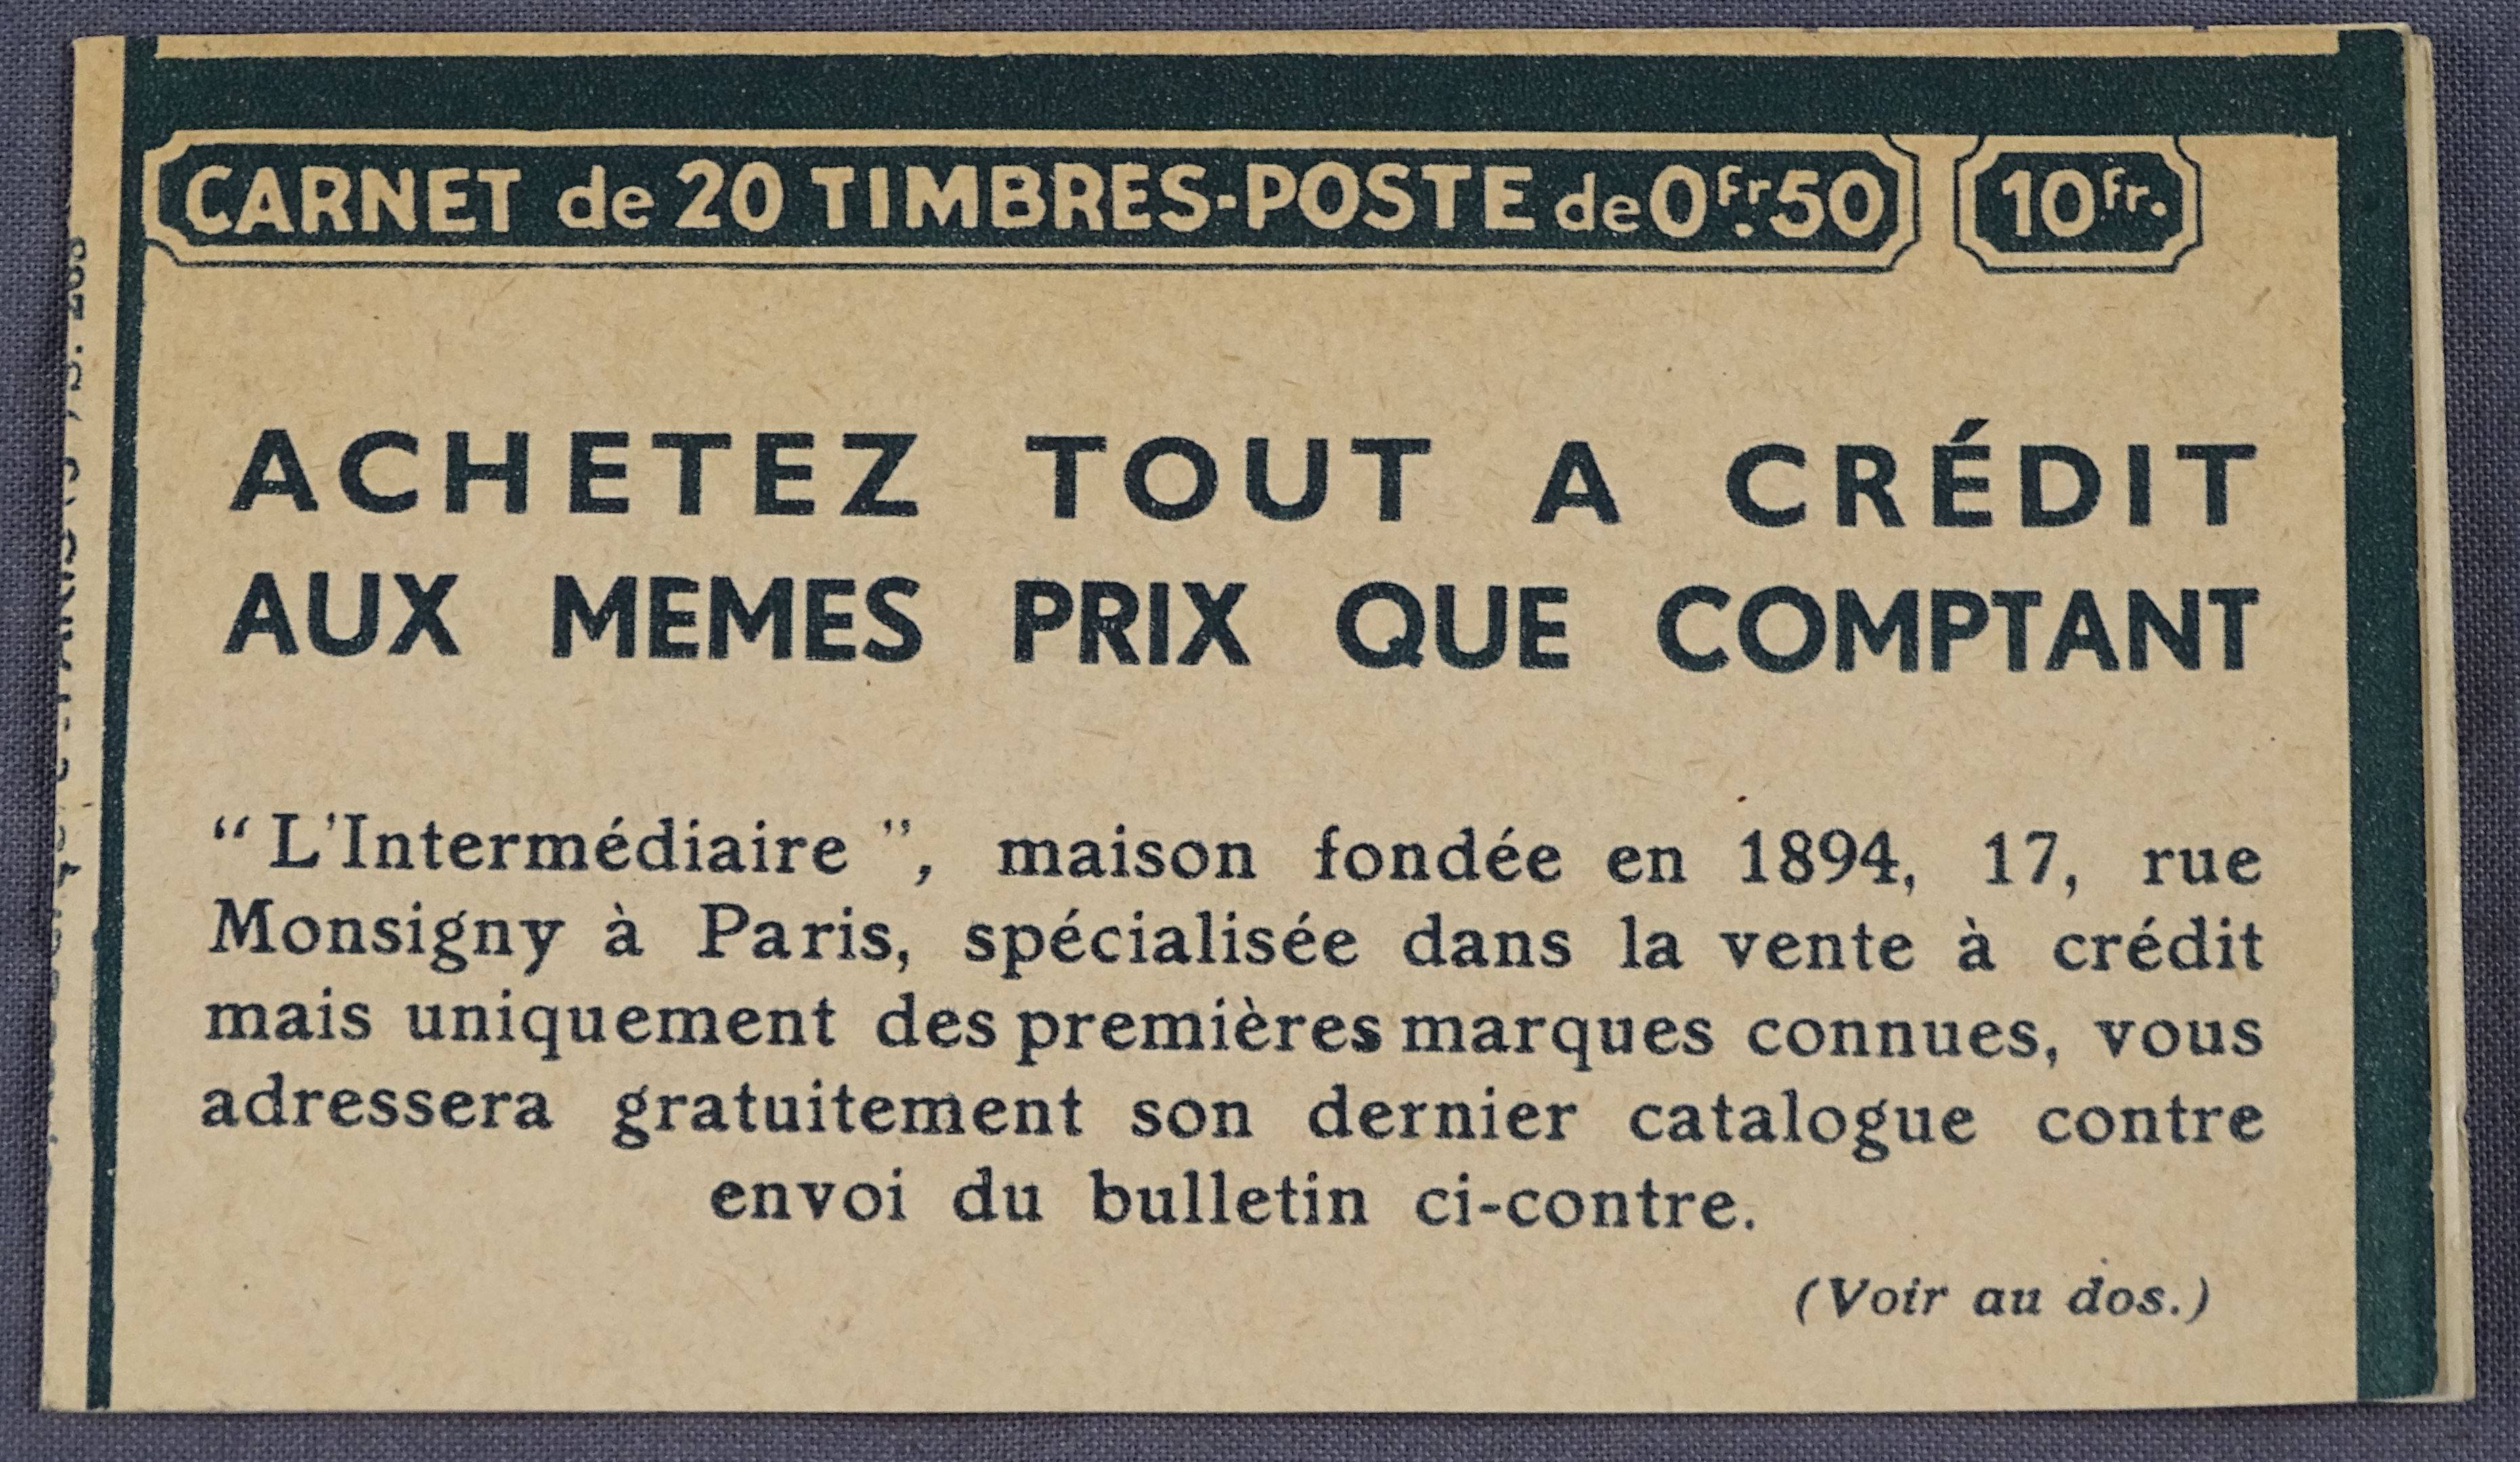 CARNET de 20 TIMBRES-POSTE de 0Fr.50 10fr.
ACHETEZ TOUT A CRÉDIT
AUX MEMES PRIX QUE COMPTANT
“ L'Intermédiaire ”, maison fondée en 1894, 17, rue
Monsigny à Paris, spécialisée dans la vente à crédit
mais uniquement des premières marques connues, vous
adressera gratuitement son dernier catalogue contre
envoi du bulletin ci-contre.
(Voir au dos.)